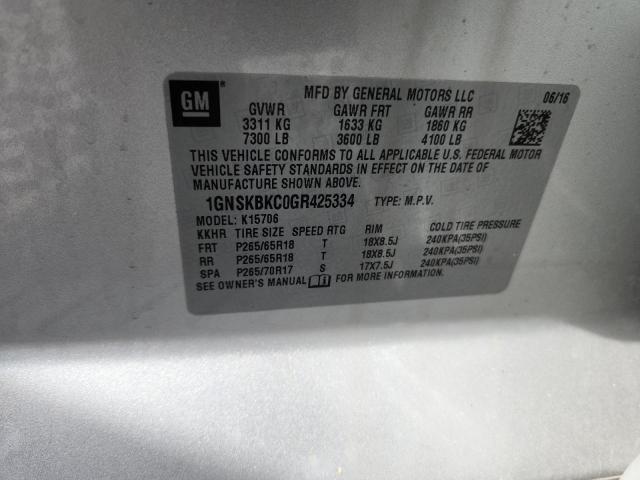 GM
MFD BY GENERAL MOTORS LLC 06/16
GVWR GAWR FRT GAWR RR
3311 KG 1633 KG 1860 KG
7300 LB 3600 LB 4100 LB
THIS VEHICLE CONFORMS TO ALL APPLICABLE U.S. FEDERAL MOTOR
VEHICLE SAFETY STANDARDS IN EFFECT ON THE DATE OF
MANUFACTURE SHOWN ABOVE.
1GNSKBKC0GR425334 TYPE: M.P.V.
MODEL: K15706
KKHR TIRE SIZE SPEED RTG RIM COLD TIRE PRESSURE
FRT P265/65R18 T 18X8.5J 240KPA(35PSI)
RR P265/65R18 T 18X8.5J 240KPA(35PSI)
SPA P265/70R17 S 17X7.5J 240KPA(35PSI)
SEE OWNER'S MANUAL FOR MORE INFORMATION.